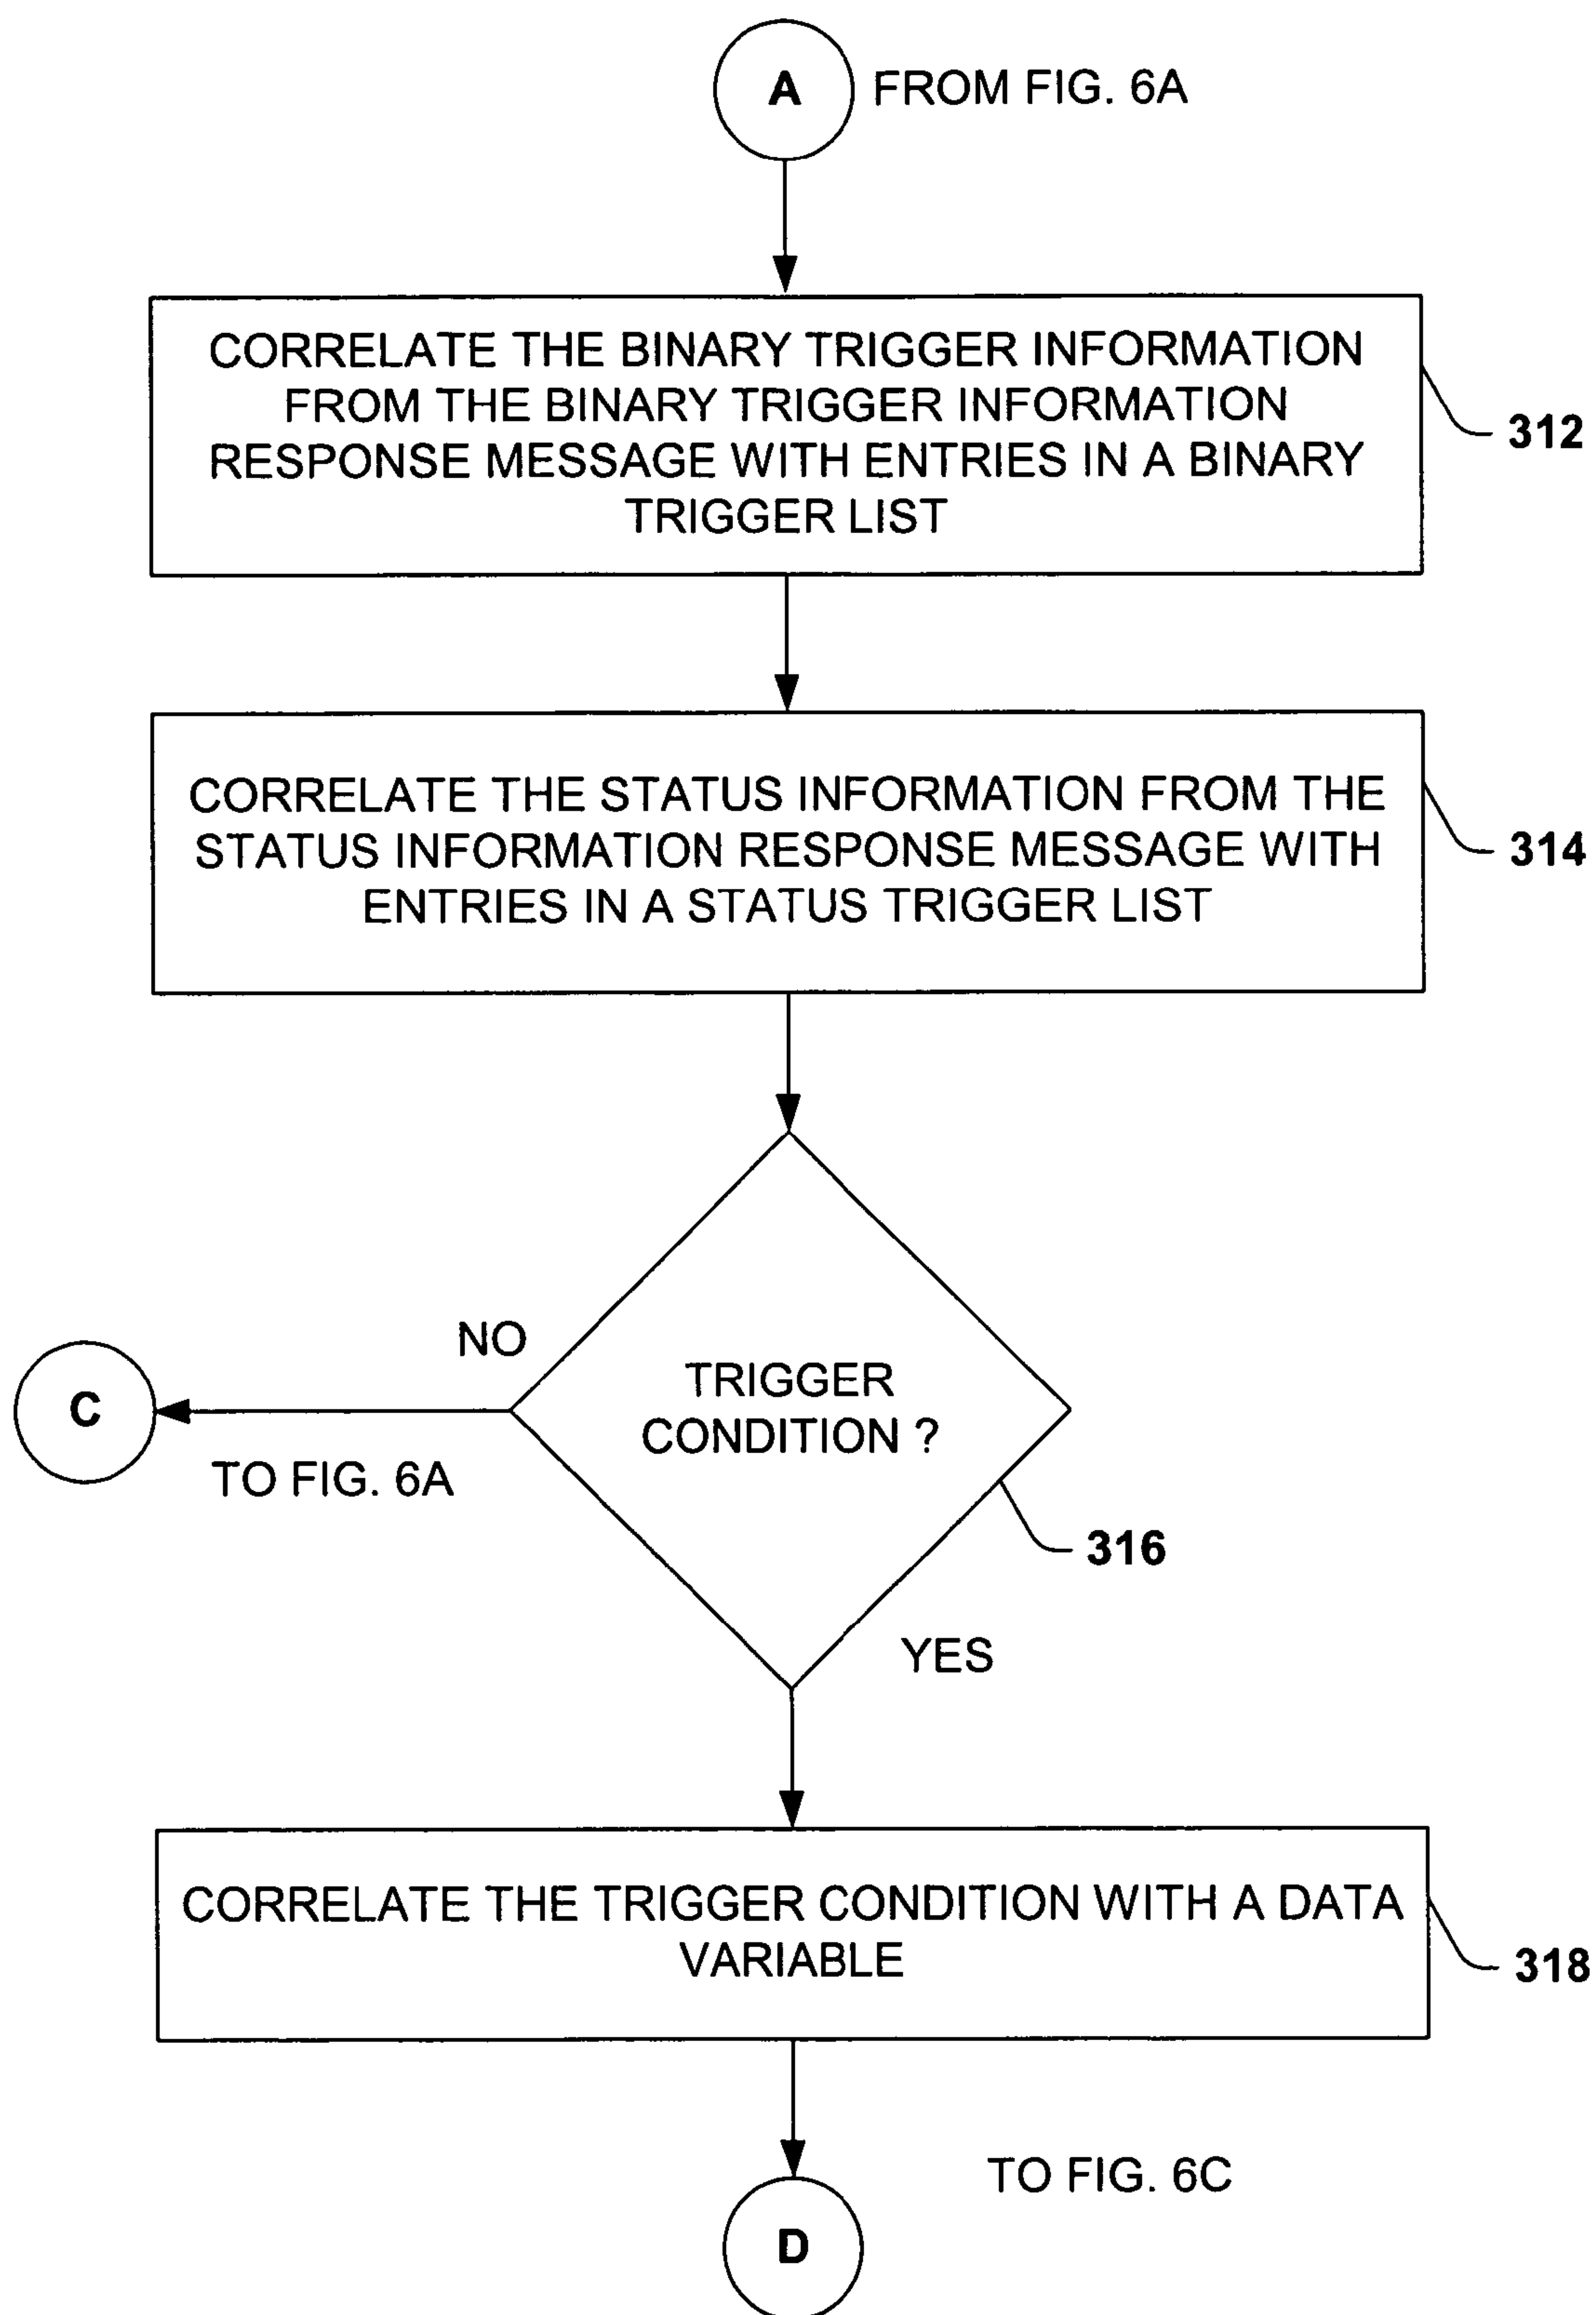 A FROM FIG. 6A
CORRELATE THE BINARY TRIGGER INFORMATION
FROM THE BINARY TRIGGER INFORMATION
RESPONSE MESSAGE WITH ENTRIES IN A BINARY
TRIGGER LIST
312
CORRELATE THE STATUS INFORMATION FROM THE
STATUS INFORMATION RESPONSE MESSAGE WITH
ENTRIES IN A STATUS TRIGGER LIST
314
NO
TRIGGER
CONDITION ?
C
TO FIG. 6A
316
YES
CORRELATE THE TRIGGER CONDITION WITH A DATA
VARIABLE
318
TO FIG. 6C
D